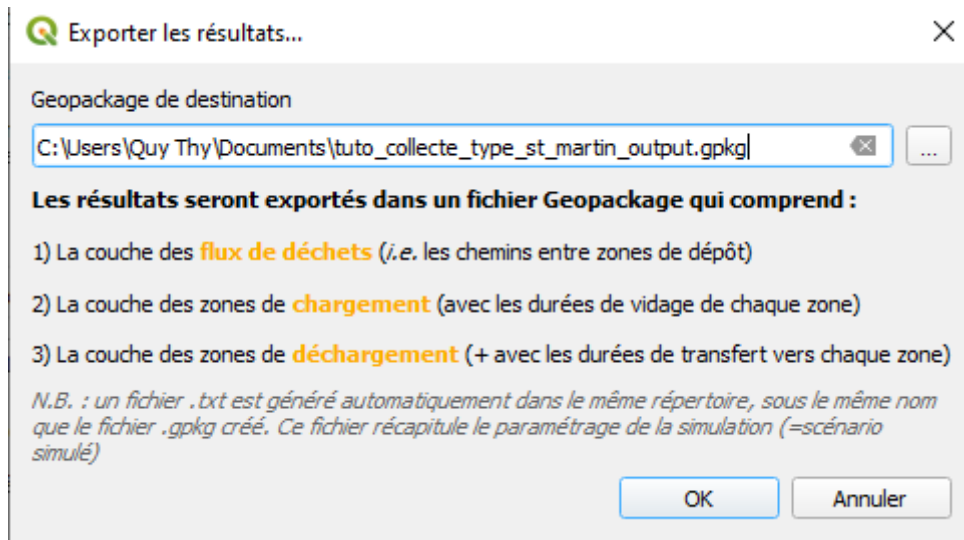 Exporter les résultats...
Geopackage de destination
C:\Users\Quy Thy\Documents\tuto_collecte_type_st_martin_output.gpkg
...
Les résultats seront exportés dans un fichier Geopackage qui comprend :
1) La couche des flux de déchets (i.e. les chemins entre zones de dépôt)
2) La couche des zones de chargement (avec les durées de vidage de chaque zone)
3) La couche des zones de déchargement (+ avec les durées de transfert vers chaque zone)
N.B. : un fichier .txt est généré automatiquement dans le même répertoire, sous le même nom
que le fichier .gpkg créé. Ce fichier récapitule le paramétrage de la simulation (=scénario
simulé)
OK
Annuler